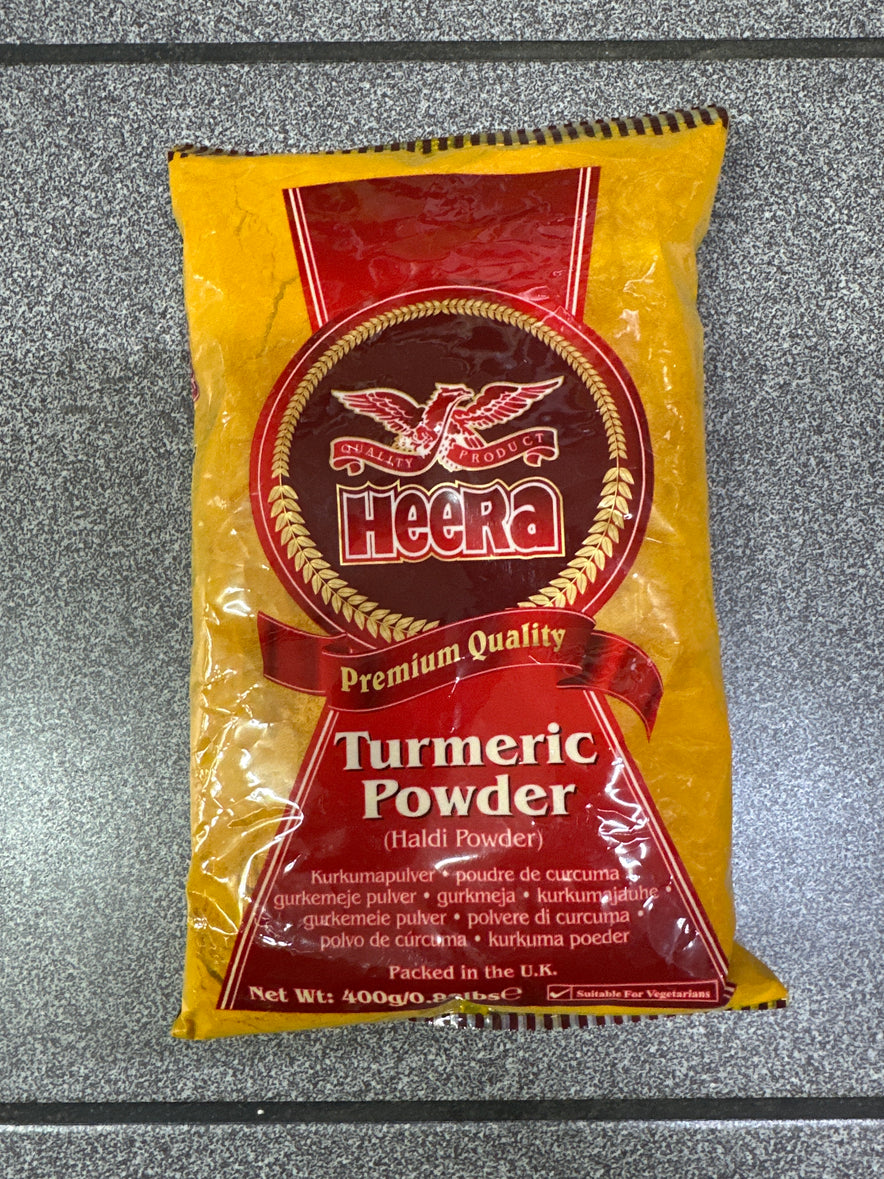 QUALITY PRODUCT
HEERA
Premium Quality
Turmeric
Powder
(Haldi Powder)
Kurkumapulver • poudre de curcuma
gurkemeje pulver • gurkmeja • kurkumajauhe •
gurkemeie pulver • polvere di curcuma •
polvo de cúrcuma • kurkuma poeder
Packed in the U.K.
Net Wt: 400g/0.88lbs℮
Suitable For Vegetarians